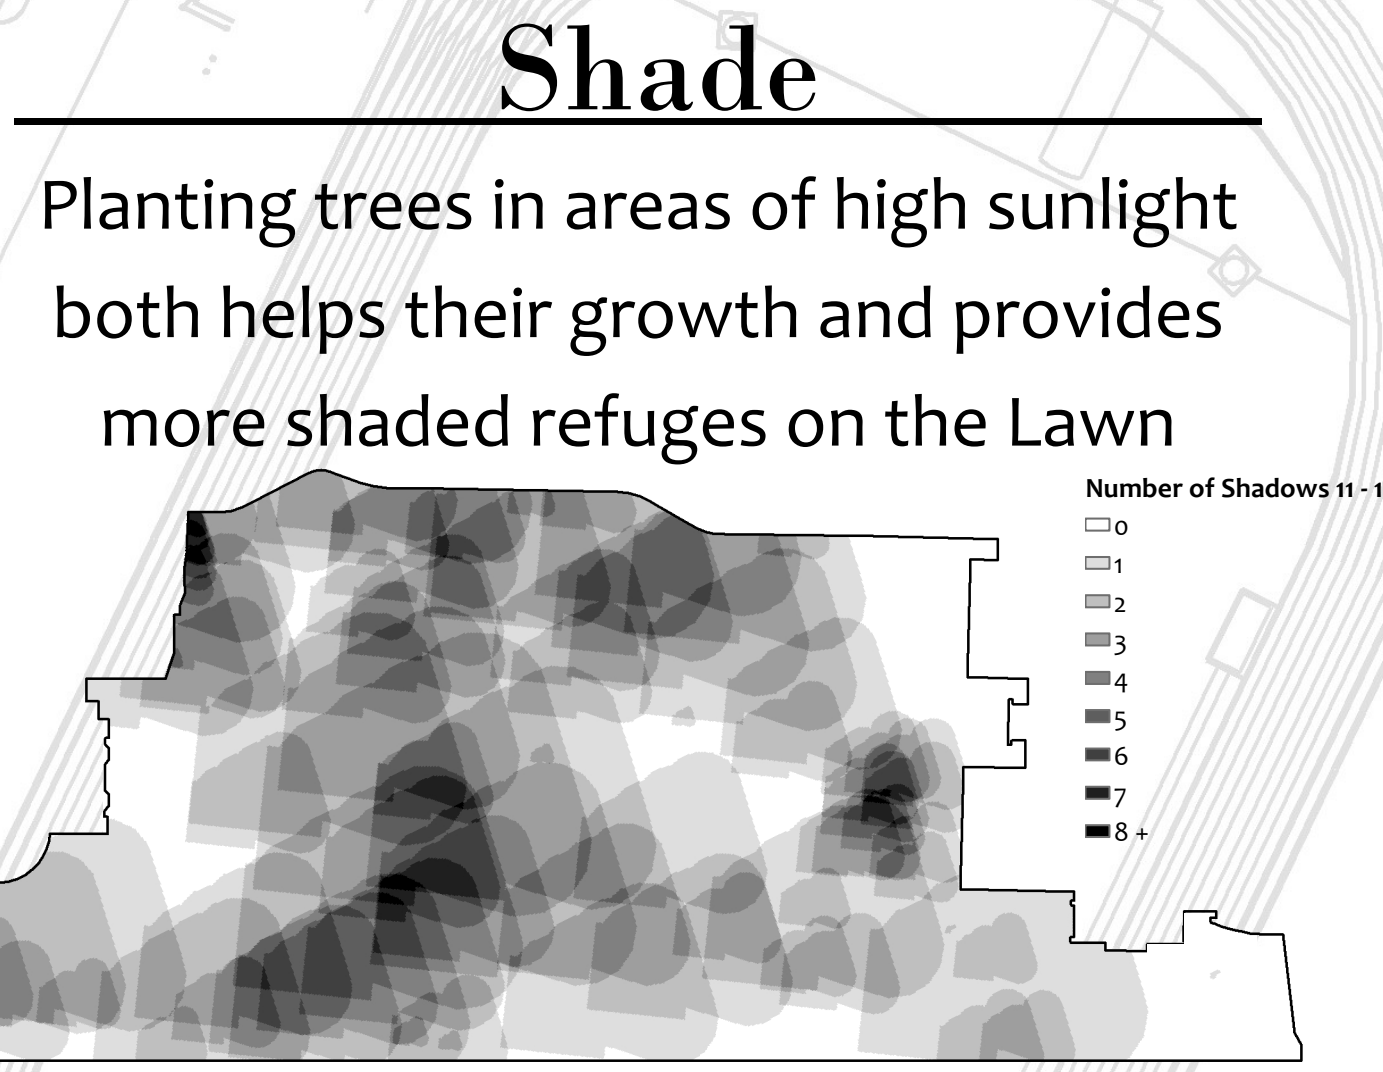 Shade
Planting trees in areas of high sunlight
both helps their growth and provides
more shaded refuges on the Lawn
Number of Shadows 11 - 1
0
1
2
3
4
5
6
7
8 +